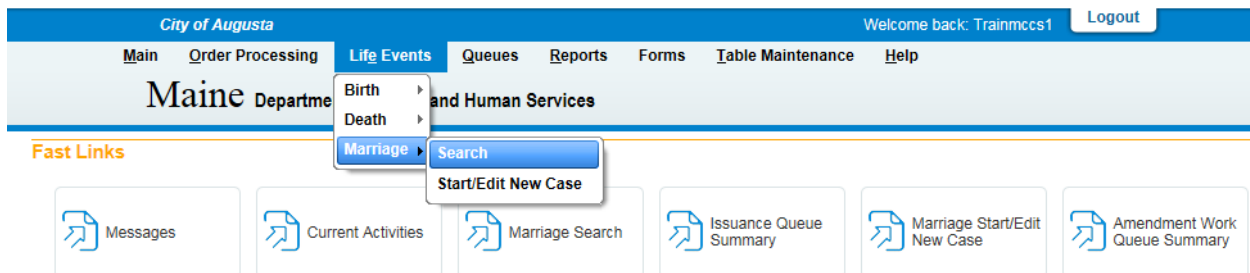 City of Augusta Welcome back: Trainmccs1 Logout
Main Order Processing Life Events Queues Reports Forms Table Maintenance Help
Maine Departme and Human Services
Birth
Death
Marriage
Search
Start/Edit New Case
Fast Links
Messages
Current Activities
Marriage Search
Issuance Queue
Summary
Marriage Start/Edit
New Case
Amendment Work
Queue Summary